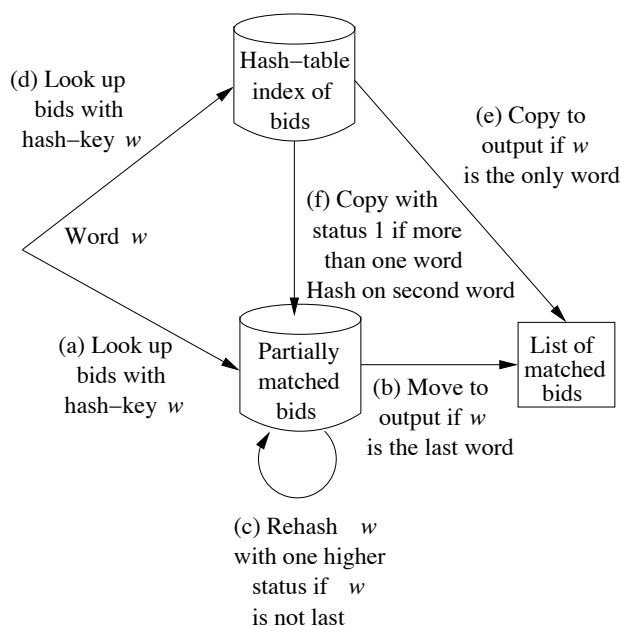 Hash−table
index of
bids
(d) Look up
bids with
hash−key w
(e) Copy to
output if w
is the only word
(f) Copy with
status 1 if more
than one word
Hash on second word
Word w
(a) Look up
bids with
hash−key w
Partially
matched
bids
List of
matched
bids
(b) Move to
output if w
is the last word
(c) Rehash w
with one higher
status if w
is not last